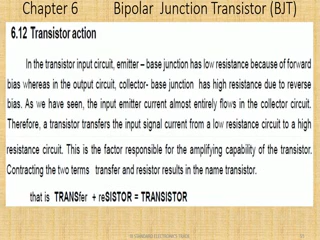 Chapter 6 Bipolar Junction Transistor (BJT)
6.12 Transistor action
In the transistor input circuit, emitter – base junction has low resistance because of forward
bias whereas in the output circuit, collector- base junction has high resistance due to reverse
bias. As we have seen, the input emitter current almost entirely flows in the collector circuit.
Therefore, a transistor transfers the input signal current from a low resistance circuit to a high
resistance circuit. This is the factor responsible for the amplifying capability of the transistor.
Contracting the two terms transfer and resistor results in the name transistor.
that is TRANSfer + reSISTOR = TRANSISTOR